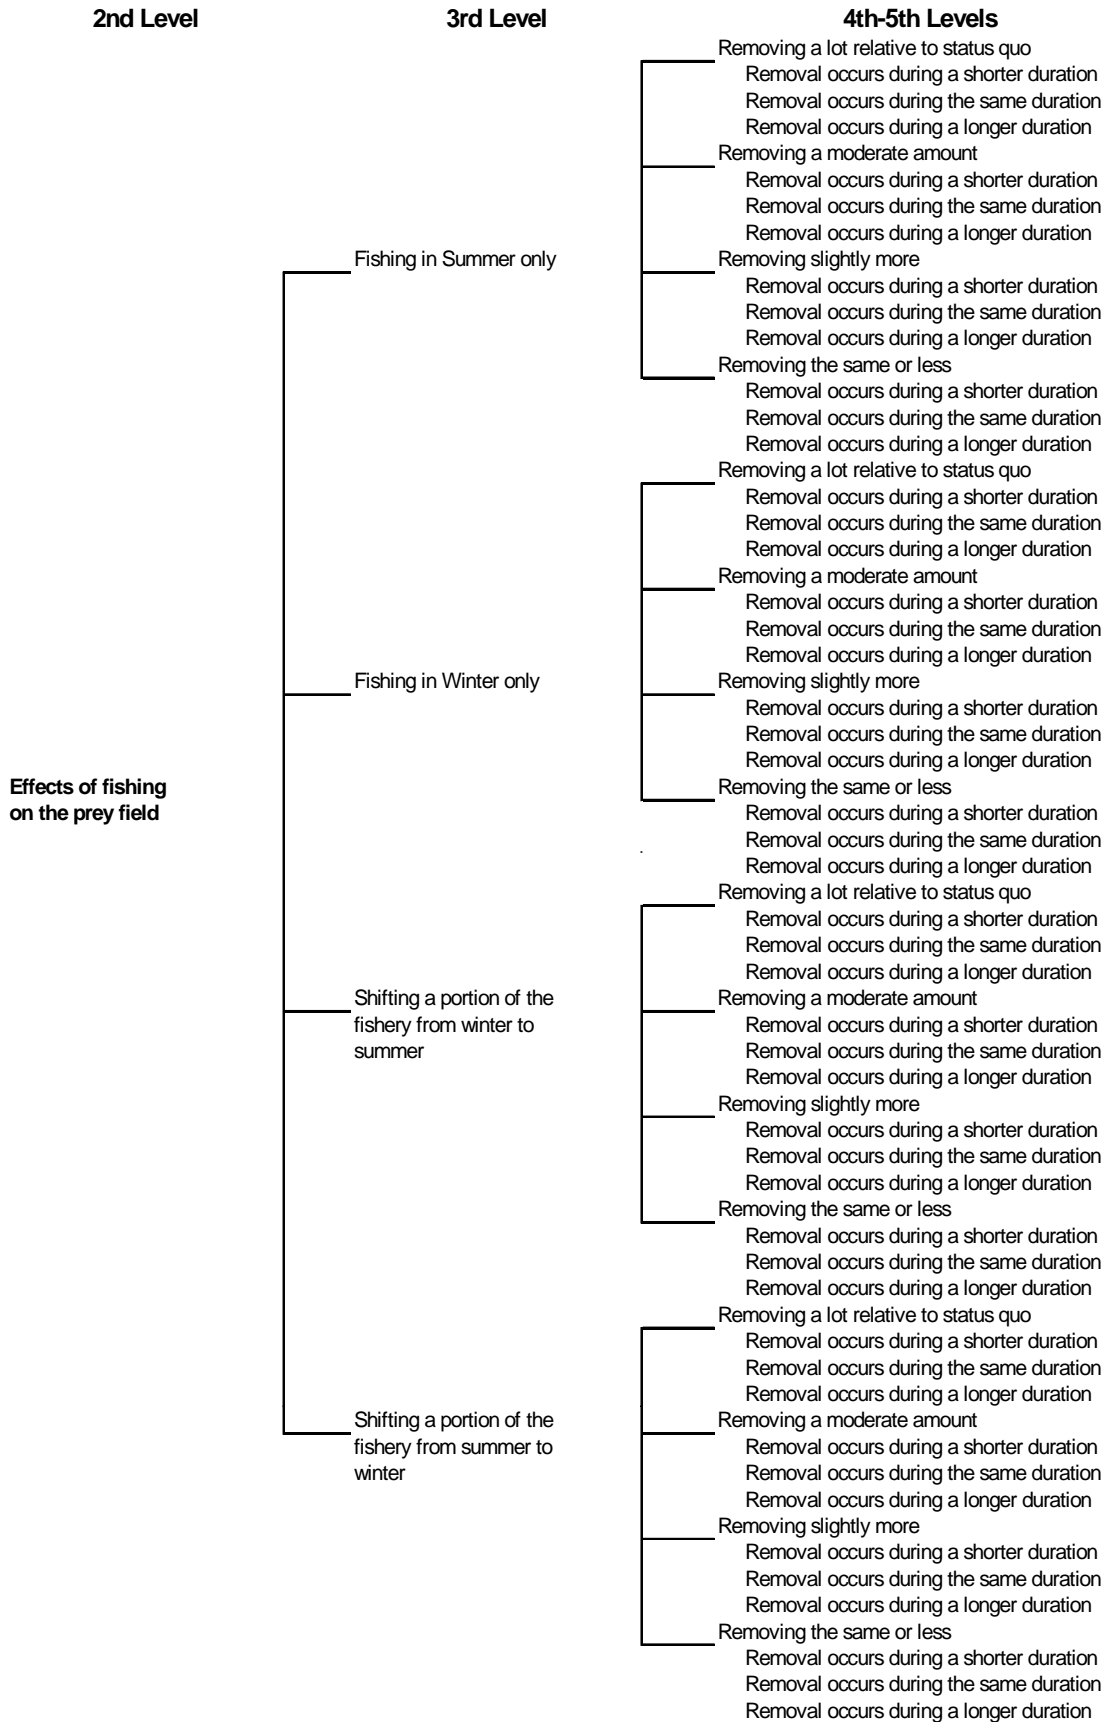 2nd Level 3rd Level 4th-5th Levels
Removing a lot relative to status quo
Removal occurs during a shorter duration
Removal occurs during the same duration
Removal occurs during a longer duration
Removing a moderate amount
Removal occurs during a shorter duration
Removal occurs during the same duration
Removal occurs during a longer duration
Fishing in Summer only Removing slightly more
Removal occurs during a shorter duration
Removal occurs during the same duration
Removal occurs during a longer duration
Removing the same or less
Removal occurs during a shorter duration
Removal occurs during the same duration
Removal occurs during a longer duration
Removing a lot relative to status quo
Removal occurs during a shorter duration
Removal occurs during the same duration
Removal occurs during a longer duration
Removing a moderate amount
Removal occurs during a shorter duration
Removal occurs during the same duration
Removal occurs during a longer duration
Fishing in Winter only Removing slightly more
Removal occurs during a shorter duration
Removal occurs during the same duration
Removal occurs during a longer duration
Effects of fishing Removing the same or less
on the prey field Removal occurs during a shorter duration
Removal occurs during the same duration
Removal occurs during a longer duration
Removing a lot relative to status quo
Removal occurs during a shorter duration
Removal occurs during the same duration
Removal occurs during a longer duration
Shifting a portion of the Removing a moderate amount
fishery from winter to Removal occurs during a shorter duration
summer Removal occurs during the same duration
Removal occurs during a longer duration
Removing slightly more
Removal occurs during a shorter duration
Removal occurs during the same duration
Removal occurs during a longer duration
Removing the same or less
Removal occurs during a shorter duration
Removal occurs during the same duration
Removal occurs during a longer duration
Removing a lot relative to status quo
Removal occurs during a shorter duration
Removal occurs during the same duration
Removal occurs during a longer duration
Shifting a portion of the Removing a moderate amount
fishery from summer to Removal occurs during a shorter duration
winter Removal occurs during the same duration
Removal occurs during a longer duration
Removing slightly more
Removal occurs during a shorter duration
Removal occurs during the same duration
Removal occurs during a longer duration
Removing the same or less
Removal occurs during a shorter duration
Removal occurs during the same duration
Removal occurs during a longer duration